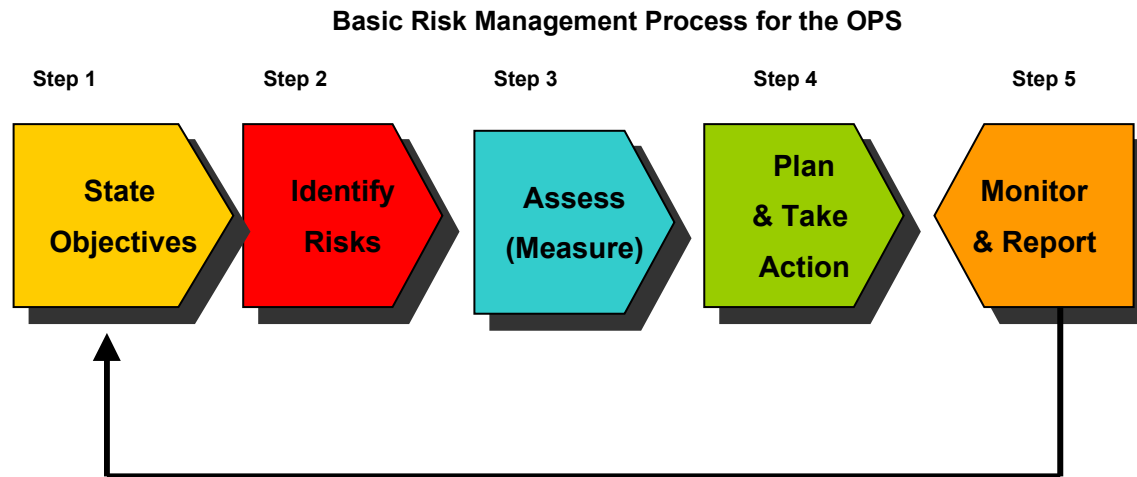 Basic Risk Management Process for the OPS
Step 1
Step 2
Step 3
Step 4
Step 5
State
Objectives
Identify
Risks
Assess
(Measure)
Plan
& Take
Action
Monitor
& Report